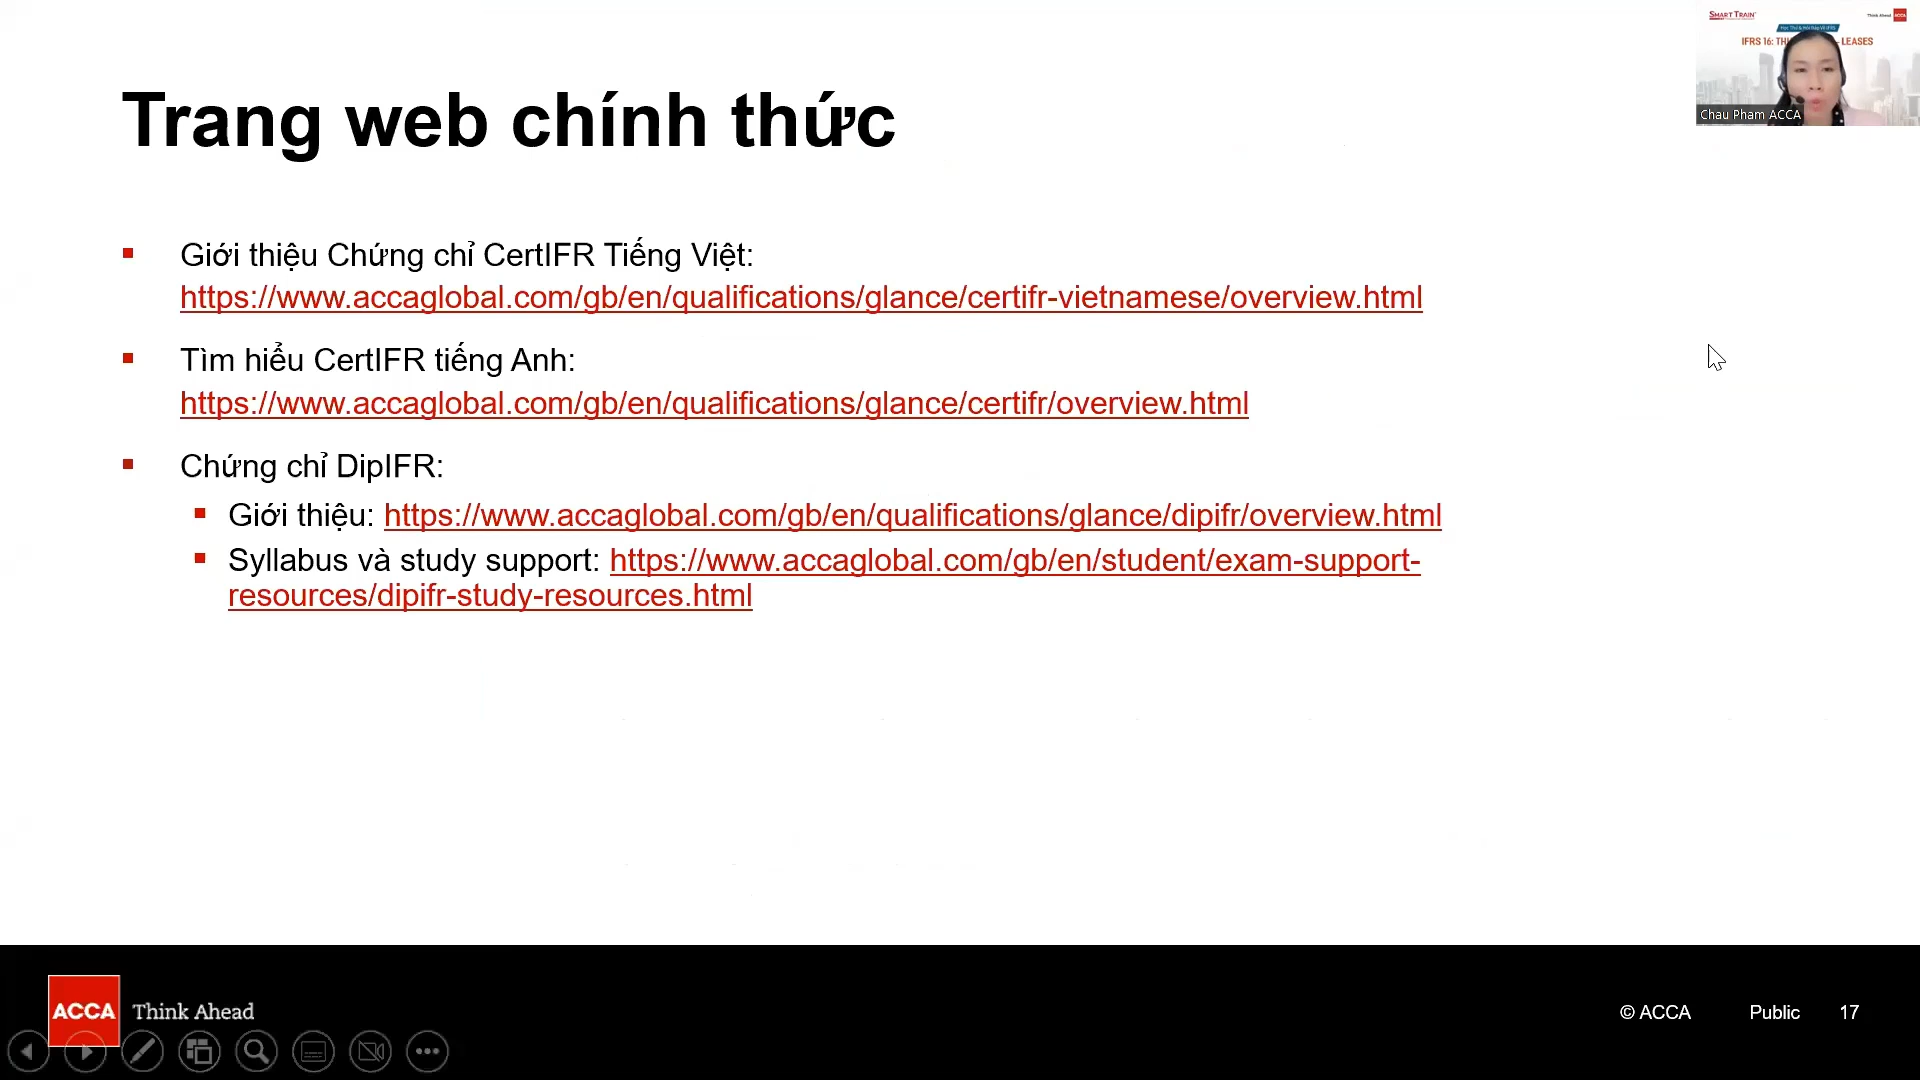 SMART TRAIN
Think Ahead ACCA
LEASES
Chau Pham ACCA
Trang web chính thức
Giới thiệu Chứng chỉ CertIFR Tiếng Việt:
https://www.accaglobal.com/gb/en/qualifications/glance/certifr-vietnamese/overview.html
Tìm hiểu CertIFR tiếng Anh:
https://www.accaglobal.com/gb/en/qualifications/glance/certifr/overview.html
Chứng chỉ DipIFR:
Giới thiệu: https://www.accaglobal.com/gb/en/qualifications/glance/dipifr/overview.html
Syllabus và study support: https://www.accaglobal.com/gb/en/student/exam-support-
resources/dipifr-study-resources.html
ACCA Think Ahead
© ACCA Public 17